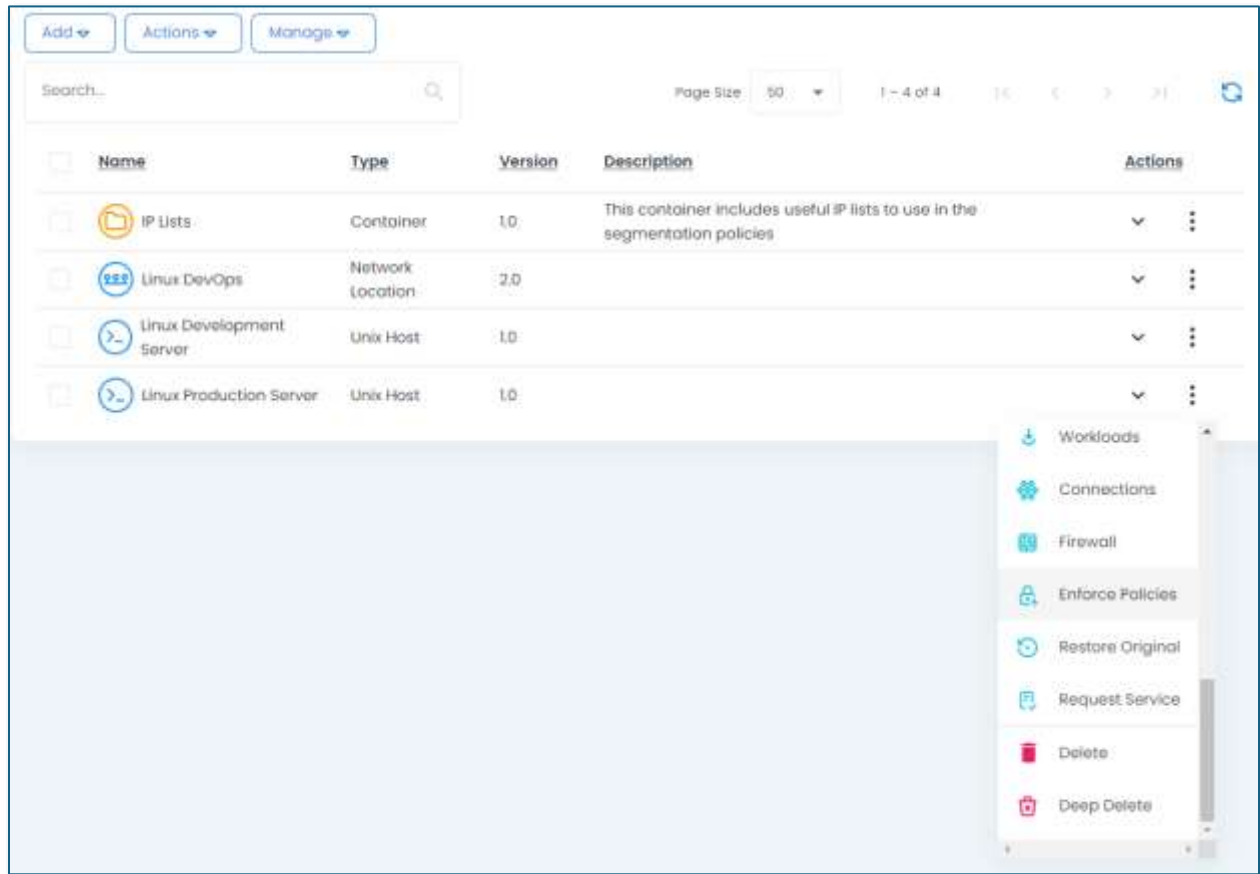 Add Actions Manage
Search...
Page Size 50 1 – 4 of 4
Name Type Version Description Actions
IP Lists Container 1.0 This container includes useful IP lists to use in the
segmentation policies
Linux DevOps Network
Location 2.0
Linux Development
Server Unix Host 1.0
Linux Production Server Unix Host 1.0
Workloads
Connections
Firewall
Enforce Policies
Restore Original
Request Service
Delete
Deep Delete